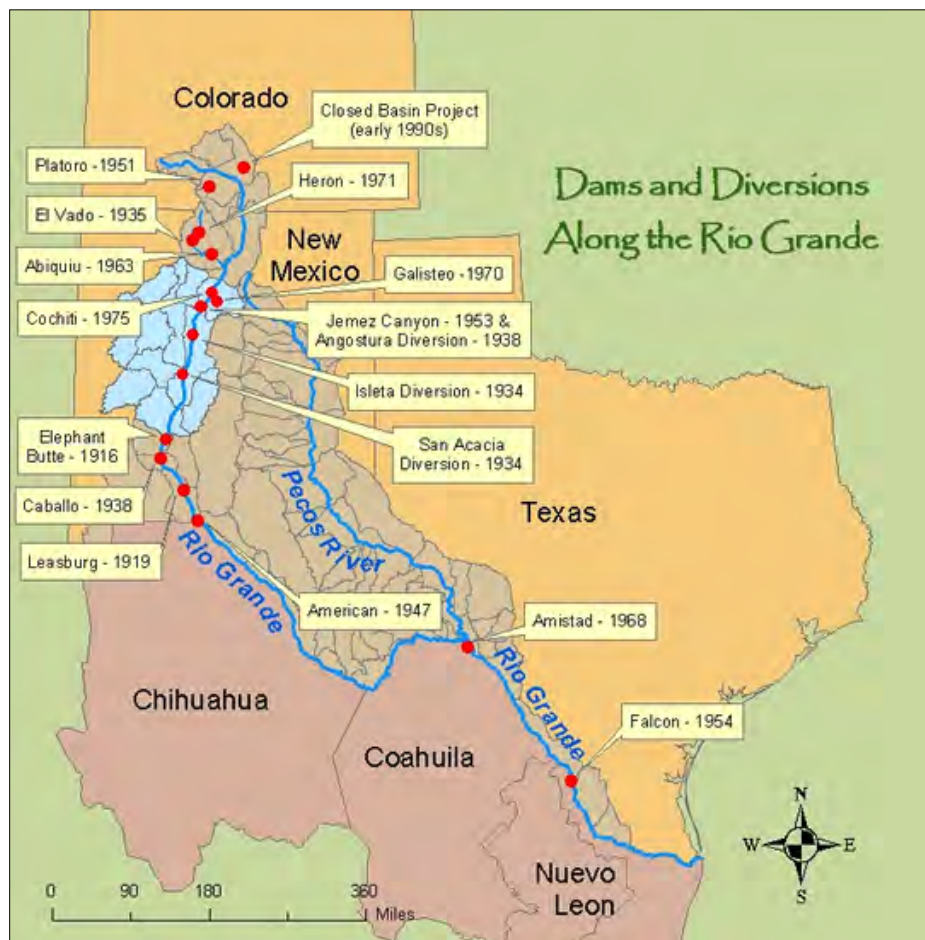 Colorado
Closed Basin Project
(early 1990s)
Platoro - 1951
Heron - 1971
Dams and Diversions
Along the Rio Grande
El Vado - 1935
New
Mexico
Abiquiu - 1963
Galisteo - 1970
Cochiti - 1975
Jemez Canyon - 1953 &
Angostura Diversion - 1938
Isleta Diversion - 1934
Elephant
Butte - 1916
San Acacia
Diversion - 1934
Caballo - 1938
Pecos River
Texas
Leasburg - 1919
Rio Grande
American - 1947
Amistad - 1968
Rio Grande
Chihuahua
Falcon - 1954
Coahuila
N
W
E
S
Nuevo
Leon
0 90 180 360
Miles